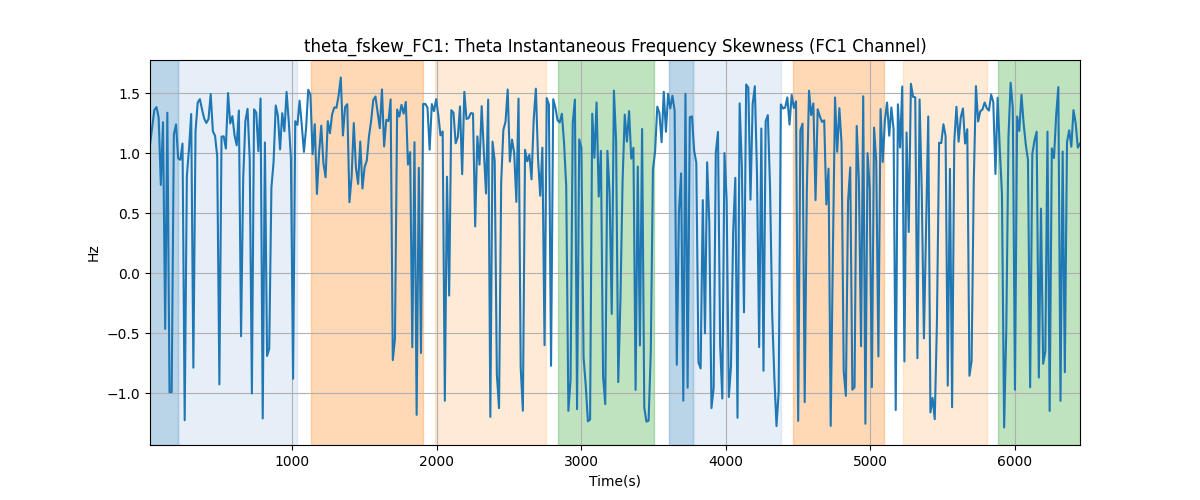 theta_fskew_FC1: Theta Instantaneous Frequency Skewness (FC1 Channel)
Hz
1.5
1.0
0.5
0.0
−0.5
−1.0
1000 2000 3000 4000 5000 6000
Time(s)